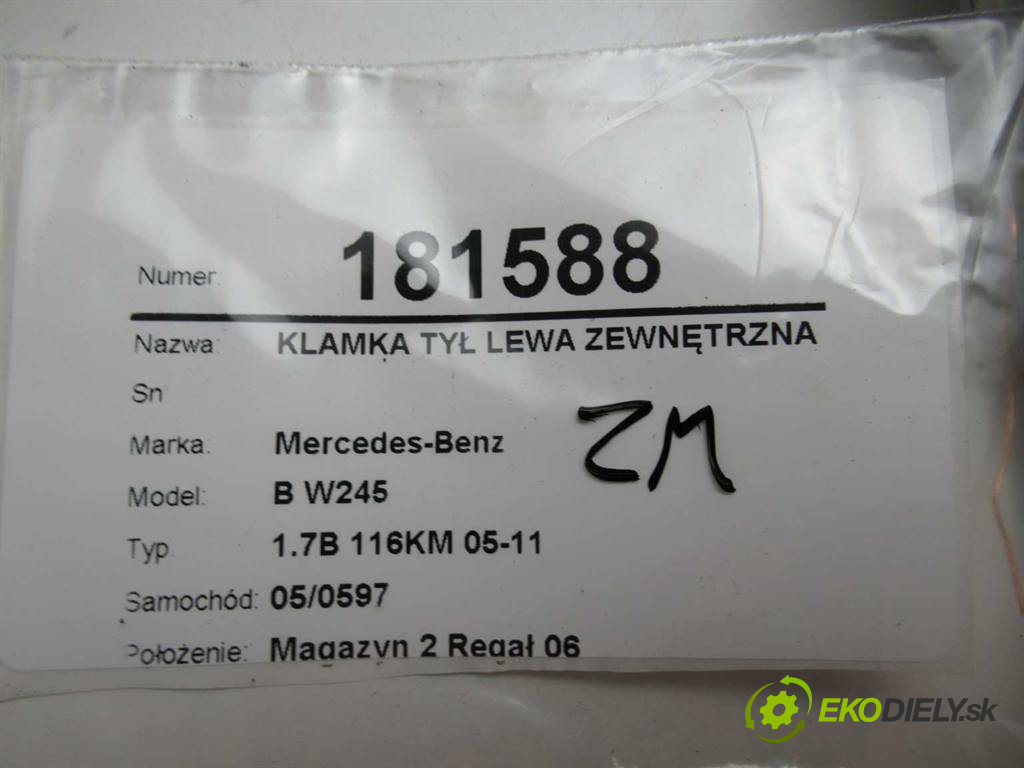 Numer: 181588
Nazwa: KLAMKA TYŁ LEWA ZEWNĘTRZNA
Sn
Marka: Mercedes-Benz
ZM
Model: B W245
Typ 1.7B 116KM 05-11
Samochód: 05/0597
Położenie: Magazyn 2 Regał 06
EKODIELY.sk